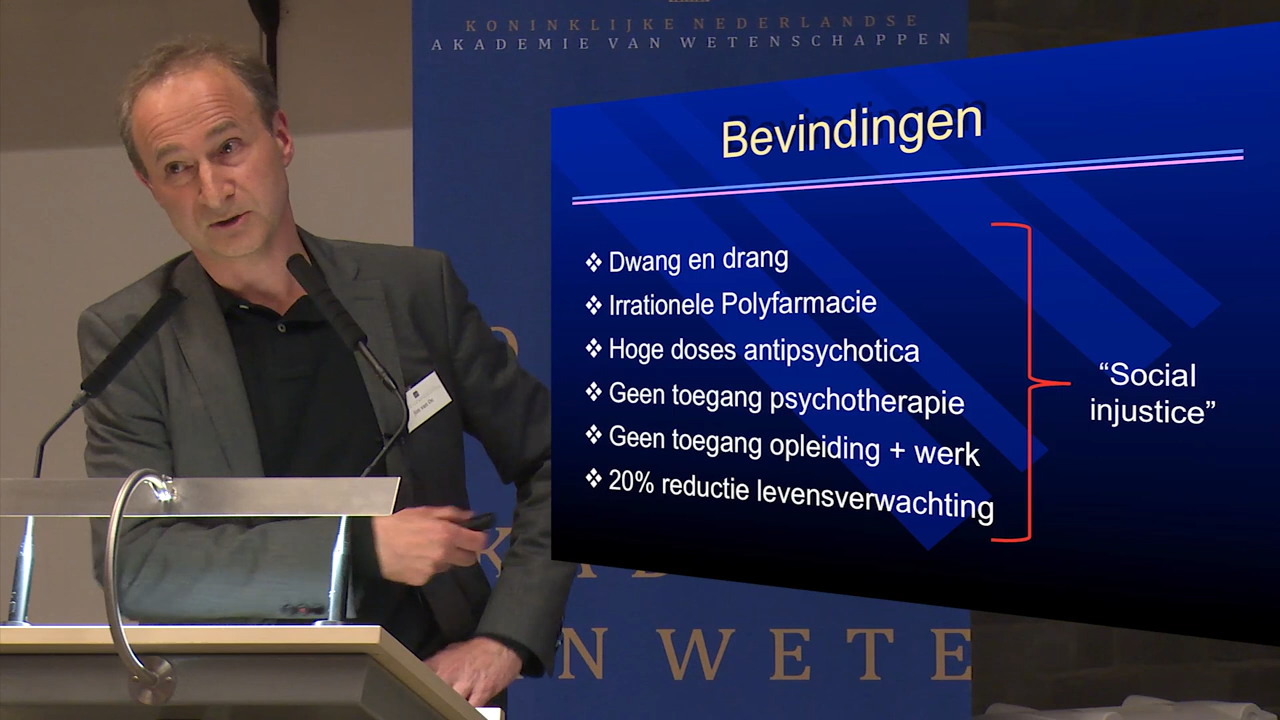 KONINKLIJKE NEDERLANDSE
AKADEMIE VAN WETENSCHAPPEN
Bevindingen
❖ Dwang en drang
❖ Irrationele Polyfarmacie
❖ Hoge doses antipsychotica
❖ Geen toegang psychotherapie
❖ Geen toegang opleiding + werk
❖ 20% reductie levensverwachting
“Social
injustice”
N WETE